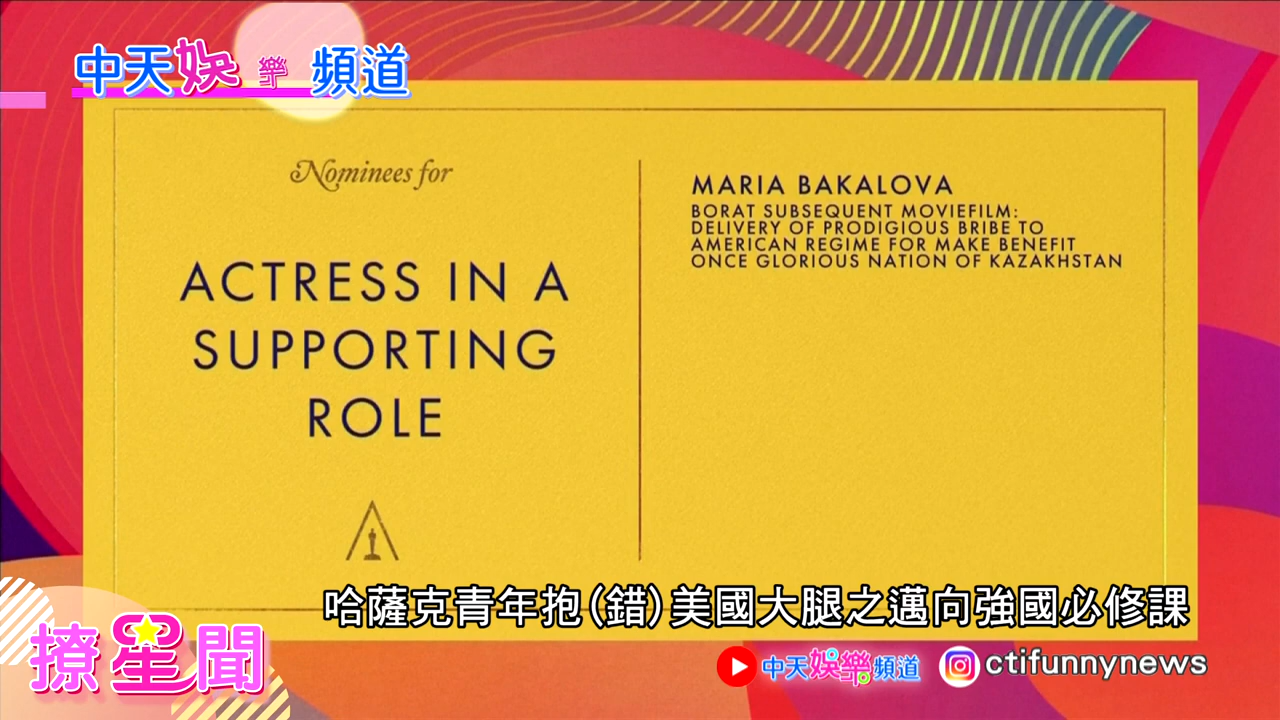 中天娛樂頻道
Nominees for
ACTRESS IN A
SUPPORTING
ROLE
MARIA BAKALOVA
BORAT SUBSEQUENT MOVIEFILM:
DELIVERY OF PRODIGIOUS BRIBE TO
AMERICAN REGIME FOR MAKE BENEFIT
ONCE GLORIOUS NATION OF KAZAKHSTAN
哈薩克青年抱(錯)美國大腿之邁向強國必修課
撩星聞
中天娛樂頻道
ctifunnynews